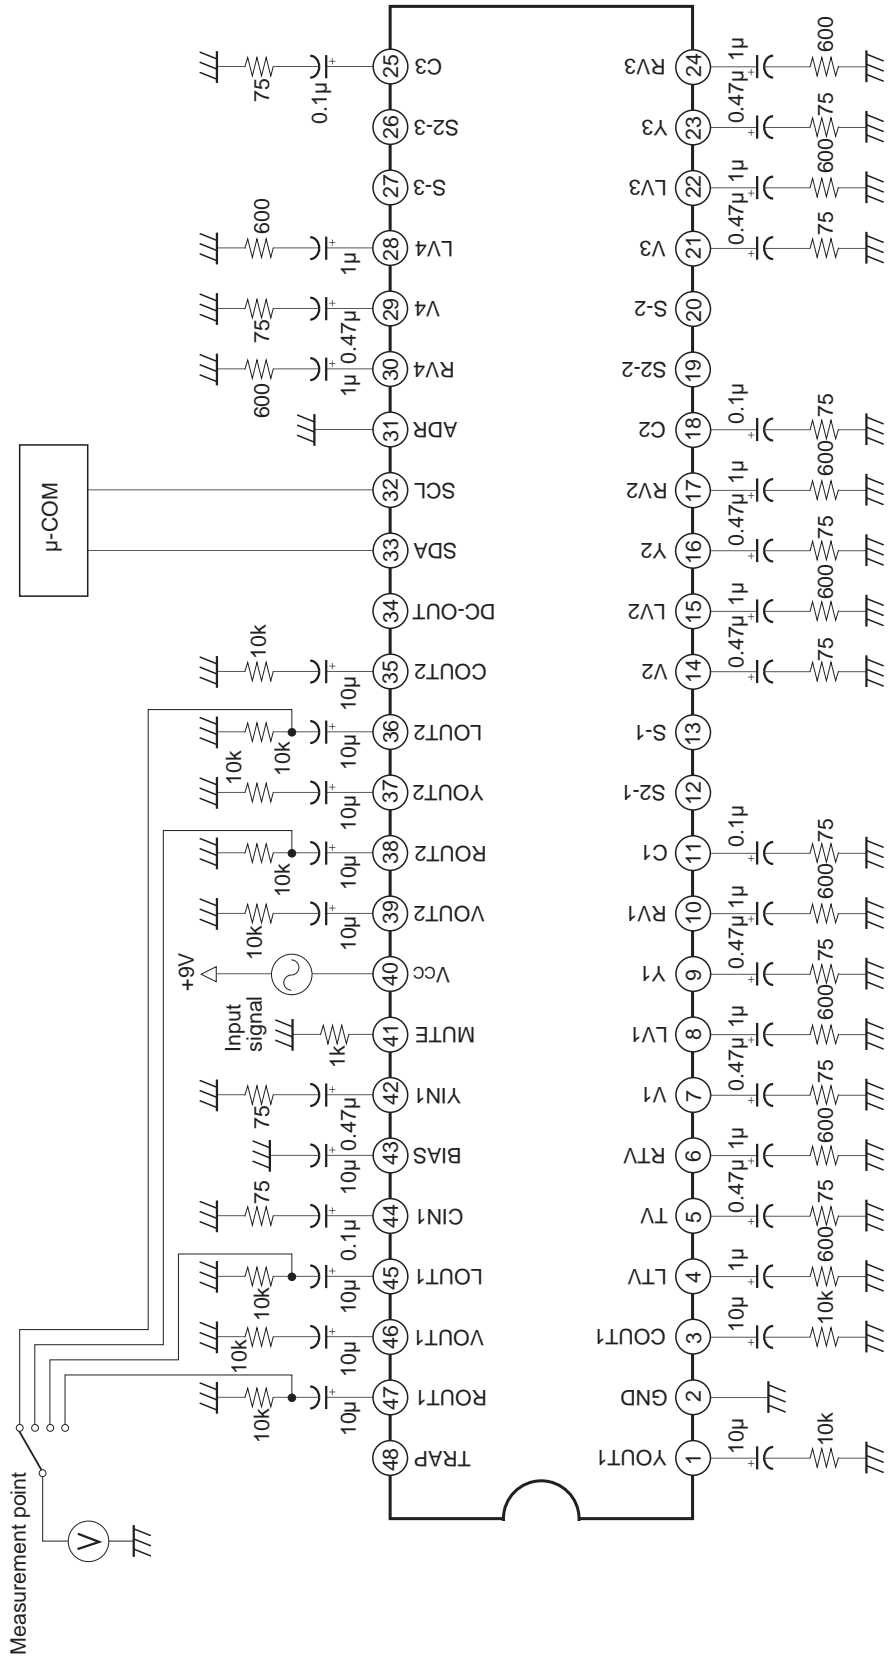 Measurement point
V
µ-COM
+9V
Input
signal
10k
10µ
10k
10µ
10k
10µ
75
0.1µ
10µ
75
0.47µ
1k
10k
10µ
10k
10µ
10k
10µ
10k
10µ
10k
10µ
600
1µ
75
0.47µ
600
1µ
75
0.1µ
48
47
46
45
44
43
42
41
40
39
38
37
36
35
34
33
32
31
30
29
28
27
26
25
TRAP
ROUT1
VOUT1
LOUT1
CIN1
BIAS
YIN1
MUTE
Vcc
VOUT2
ROUT2
YOUT2
LOUT2
COUT2
DC-OUT
SDA
SCL
ADR
RV4
V4
LV4
S-3
S2-3
C3
YOUT1
GND
COUT1
LTV
TV
RTV
V1
LV1
Y1
RV1
C1
S2-1
S-1
V2
LV2
Y2
RV2
C2
S2-2
S-2
V3
LV3
Y3
RV3
1
2
3
4
5
6
7
8
9
10
11
12
13
14
15
16
17
18
19
20
21
22
23
24
10µ
10µ
1µ
0.47µ
1µ
0.47µ
1µ
0.47µ
1µ
0.1µ
0.47µ
1µ
0.47µ
1µ
0.1µ
0.47µ
1µ
0.47µ
1µ
10k
10k
600
75
600
75
600
75
600
75
75
600
75
600
75
75
600
75
600